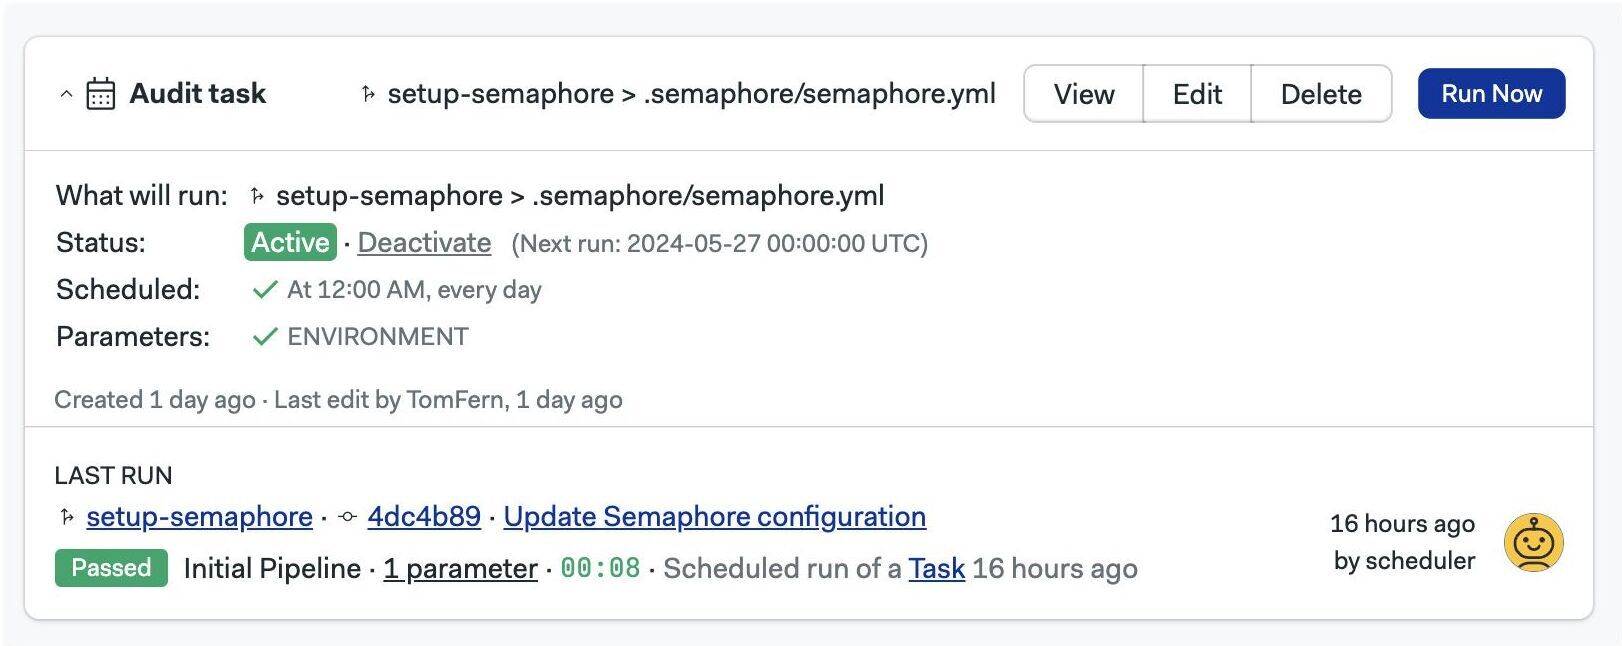 Audit task setup-semaphore > .semaphore/semaphore.yml View Edit Delete Run Now
What will run: setup-semaphore > .semaphore/semaphore.yml
Status: Active · Deactivate (Next run: 2024-05-27 00:00:00 UTC)
Scheduled: At 12:00 AM, every day
Parameters: ENVIRONMENT
Created 1 day ago · Last edit by TomFern, 1 day ago
LAST RUN
setup-semaphore · 4dc4b89 · Update Semaphore configuration
Passed Initial Pipeline · 1 parameter · 00:08 · Scheduled run of a Task 16 hours ago
16 hours ago
by scheduler